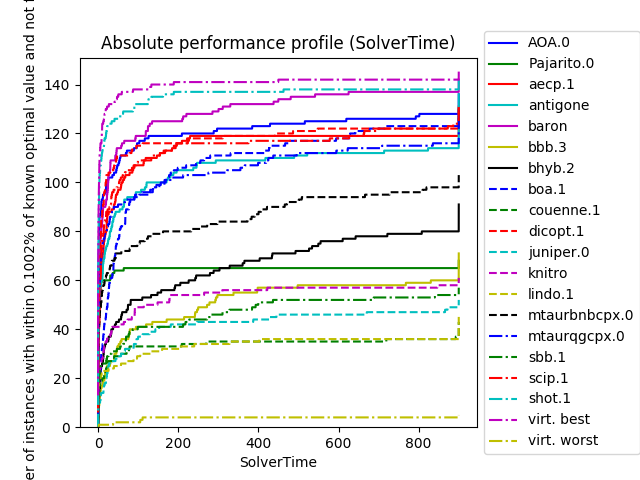 Absolute performance profile (SolverTime)
er of instances with within 0.1002% of known optimal value and not
140
120
100
80
60
40
20
0
0 200 400 600 800
SolverTime
AOA.0
Pajarito.0
aecp.1
antigone
baron
bbb.3
bhyb.2
boa.1
couenne.1
dicopt.1
juniper.0
knitro
lindo.1
mtaurbnbcpx.0
mtaurqgcpx.0
sbb.1
scip.1
shot.1
virt. best
virt. worst